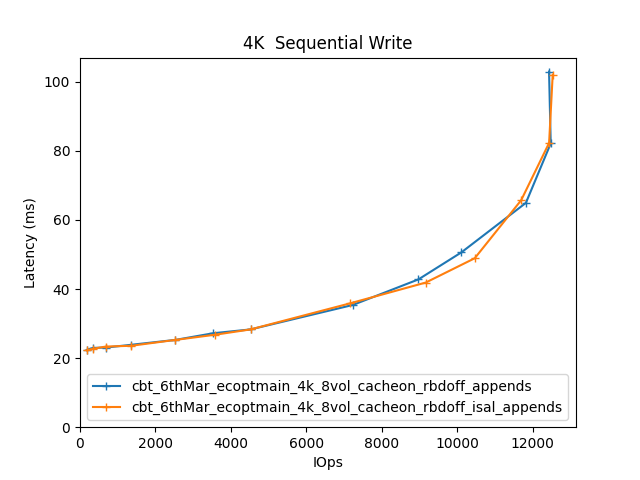 4K  Sequential Write
100
80
60
40
20
0
Latency (ms)
cbt_6thMar_ecoptmain_4k_8vol_cacheon_rbdoff_appends
cbt_6thMar_ecoptmain_4k_8vol_cacheon_rbdoff_isal_appends
0 2000 4000 6000 8000 10000 12000
IOps